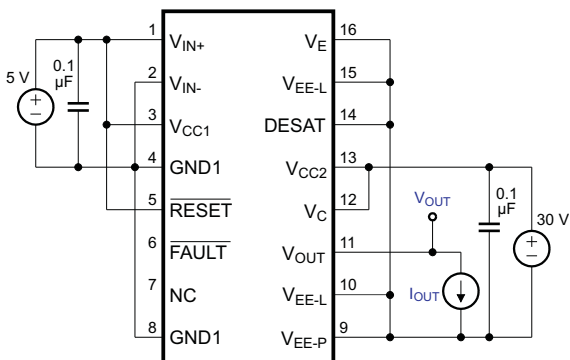 1 V_IN+ V_E 16
2 V_IN- V_EE-L 15
3 V_CC1 DESAT 14
4 GND1 V_CC2 13
5 RESET V_C 12
6 FAULT V_OUT 11
7 NC V_EE-L 10
8 GND1 V_EE-P 9
5 V
0.1
µF
+
−
V_OUT
I_OUT
0.1
µF
30 V
+
−